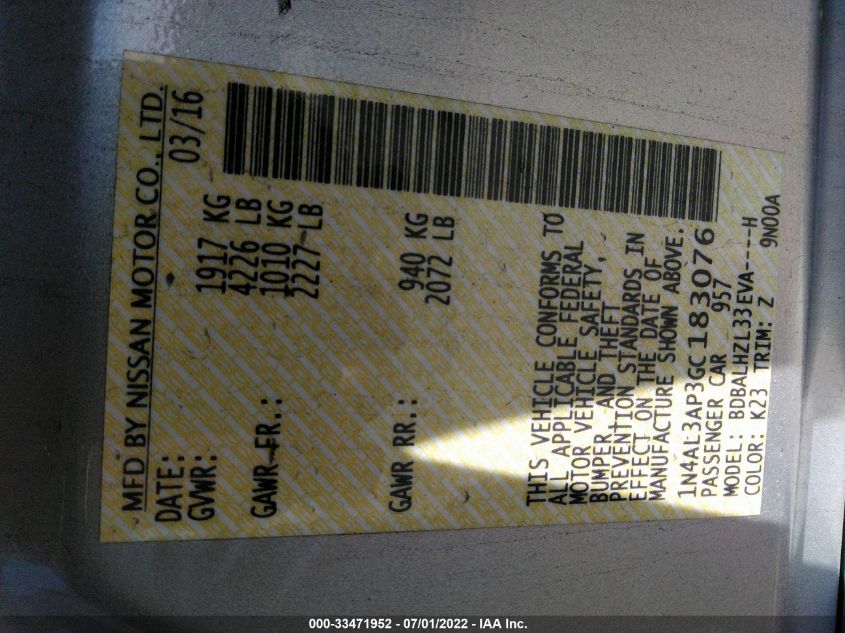 MFD BY NISSAN MOTOR CO., LTD.
DATE: 03/16
GVWR: 1917 KG
4226 LB
GAWR FR.: 1010 KG
2227 LB
GAWR RR.: 940 KG
2072 LB
THIS VEHICLE CONFORMS TO
ALL APPLICABLE FEDERAL
MOTOR VEHICLE SAFETY,
BUMPER AND THEFT
PREVENTION STANDARDS IN
EFFECT ON THE DATE OF
MANUFACTURE SHOWN ABOVE.
1N4AL3AP3GC183076
PASSENGER CAR 957
MODEL: BDBALHZL33EVA----H
COLOR: K23 TRIM: Z 9N00A
000-33471952 - 07/01/2022 - IAA Inc.